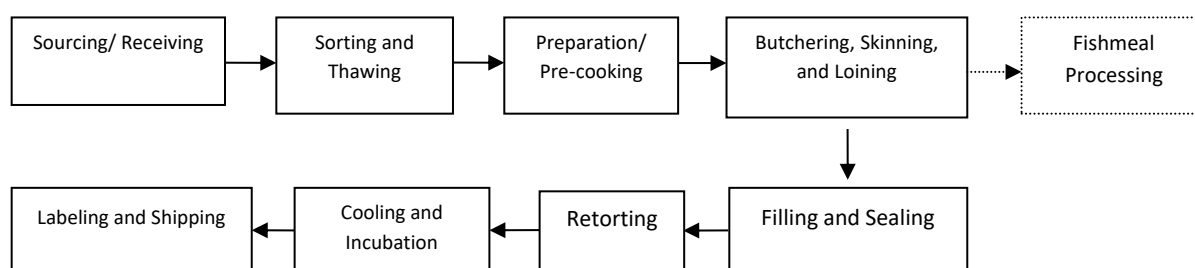 Sourcing/ Receiving
Sorting and
Thawing
Preparation/
Pre-cooking
Butchering, Skinning,
and Loining
Fishmeal
Processing
Labeling and Shipping
Cooling and
Incubation
Retorting
Filling and Sealing